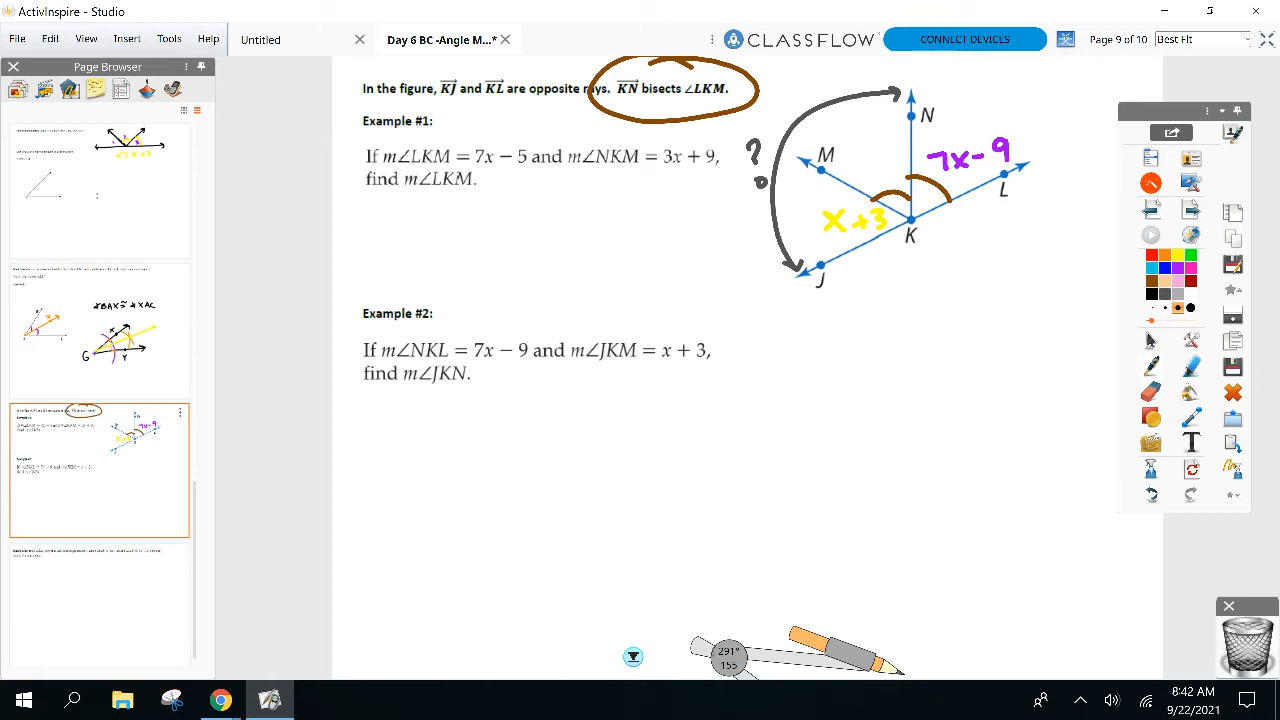 ActivInspire - Studio
File Edit View Insert Tools Help
Untitled
Day 6 BC -Angle M...*
CLASSFLOW
CONNECT DEVICES
Page 9 of 10
Best Fit
Page Browser
In the figure, KJ and KL are opposite rays. KN bisects ∠LKM.
Example #1:
If m∠LKM = 7x − 5 and m∠NKM = 3x + 9,
find m∠LKM.
N
7x-9
M
?
L
x+3
K
J
Example #2:
If m∠NKL = 7x − 9 and m∠JKM = x + 3,
find m∠JKN.
291°
155
8:42 AM
9/22/2021